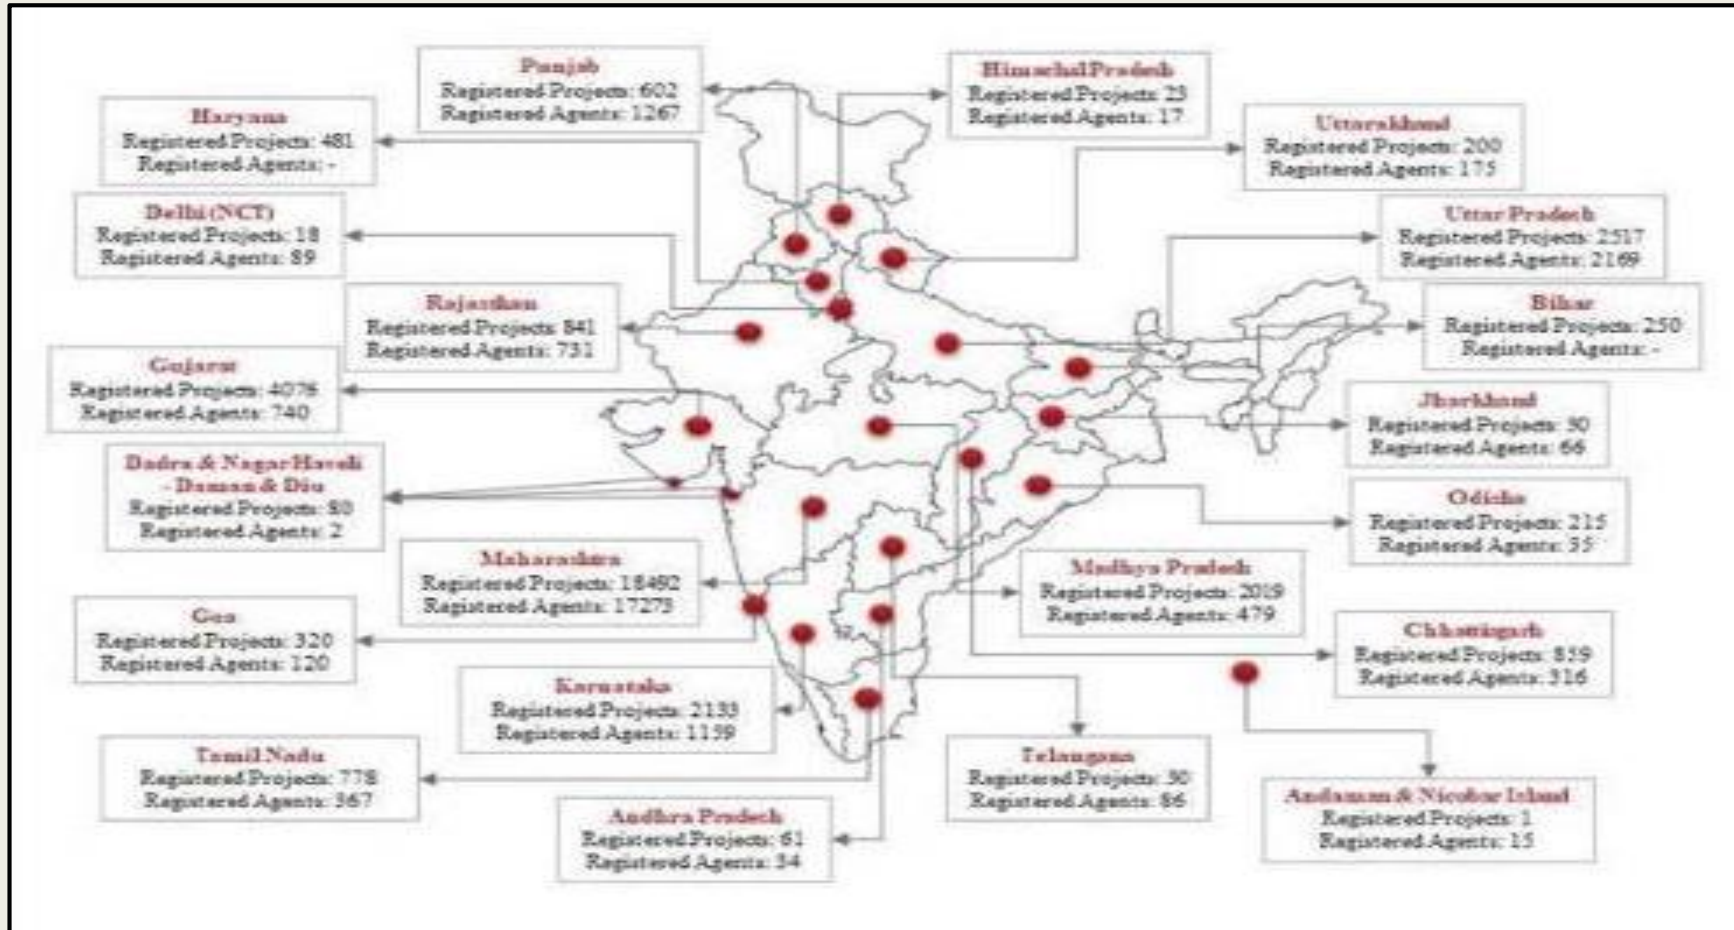 Punjab
Registered Projects: 602
Registered Agents: 1267
Himachal Pradesh
Registered Projects: 23
Registered Agents: 17
Haryana
Registered Projects: 481
Registered Agents: -
Uttarakhand
Registered Projects: 200
Registered Agents: 175
Delhi (NCT)
Registered Projects: 18
Registered Agents: 89
Uttar Pradesh
Registered Projects: 2517
Registered Agents: 2169
Rajasthan
Registered Projects: 841
Registered Agents: 731
Bihar
Registered Projects: 250
Registered Agents: -
Gujarat
Registered Projects: 4076
Registered Agents: 740
Jharkhand
Registered Projects: 30
Registered Agents: 66
Dadra & Nagar Haveli
- Daman & Diu
Registered Projects: 80
Registered Agents: 2
Odisha
Registered Projects: 215
Registered Agents: 35
Maharashtra
Registered Projects: 18492
Registered Agents: 17273
Madhya Pradesh
Registered Projects: 2019
Registered Agents: 479
Goa
Registered Projects: 320
Registered Agents: 120
Chhattisgarh
Registered Projects: 859
Registered Agents: 316
Karnataka
Registered Projects: 2133
Registered Agents: 1159
Tamil Nadu
Registered Projects: 778
Registered Agents: 367
Telangana
Registered Projects: 30
Registered Agents: 86
Andaman & Nicobar Island
Registered Projects: 1
Registered Agents: 15
Andhra Pradesh
Registered Projects: 61
Registered Agents: 34